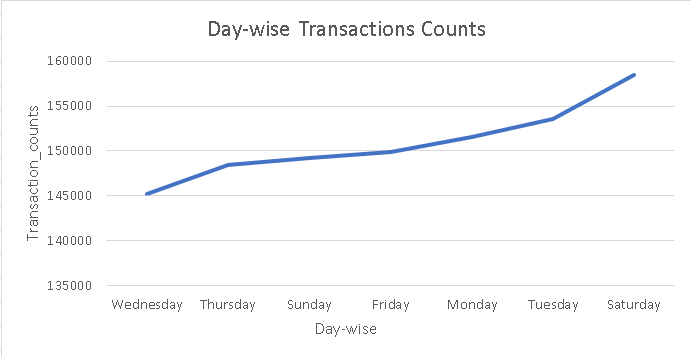 Day-wise Transactions Counts
160000
155000
150000
145000
140000
135000
Transaction_counts
Wednesday Thursday Sunday Friday Monday Tuesday Saturday
Day-wise